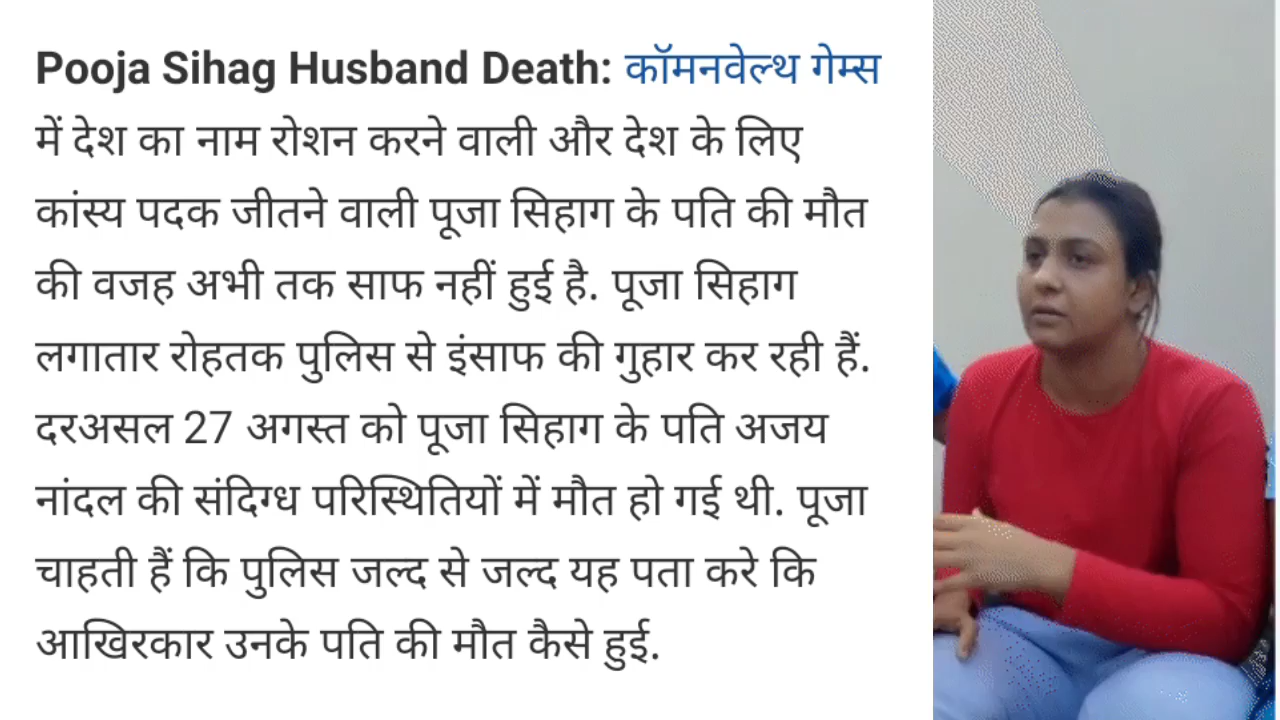 Pooja Sihag Husband Death: कॉमनवेल्थ गेम्स
में देश का नाम रोशन करने वाली और देश के लिए
कांस्य पदक जीतने वाली पूजा सिहाग के पति की मौत
की वजह अभी तक साफ नहीं हुई है. पूजा सिहाग
लगातार रोहतक पुलिस से इंसाफ की गुहार कर रही हैं.
दरअसल 27 अगस्त को पूजा सिहाग के पति अजय
नांदल की संदिग्ध परिस्थितियों में मौत हो गई थी. पूजा
चाहती हैं कि पुलिस जल्द से जल्द यह पता करे कि
आखिरकार उनके पति की मौत कैसे हुई.